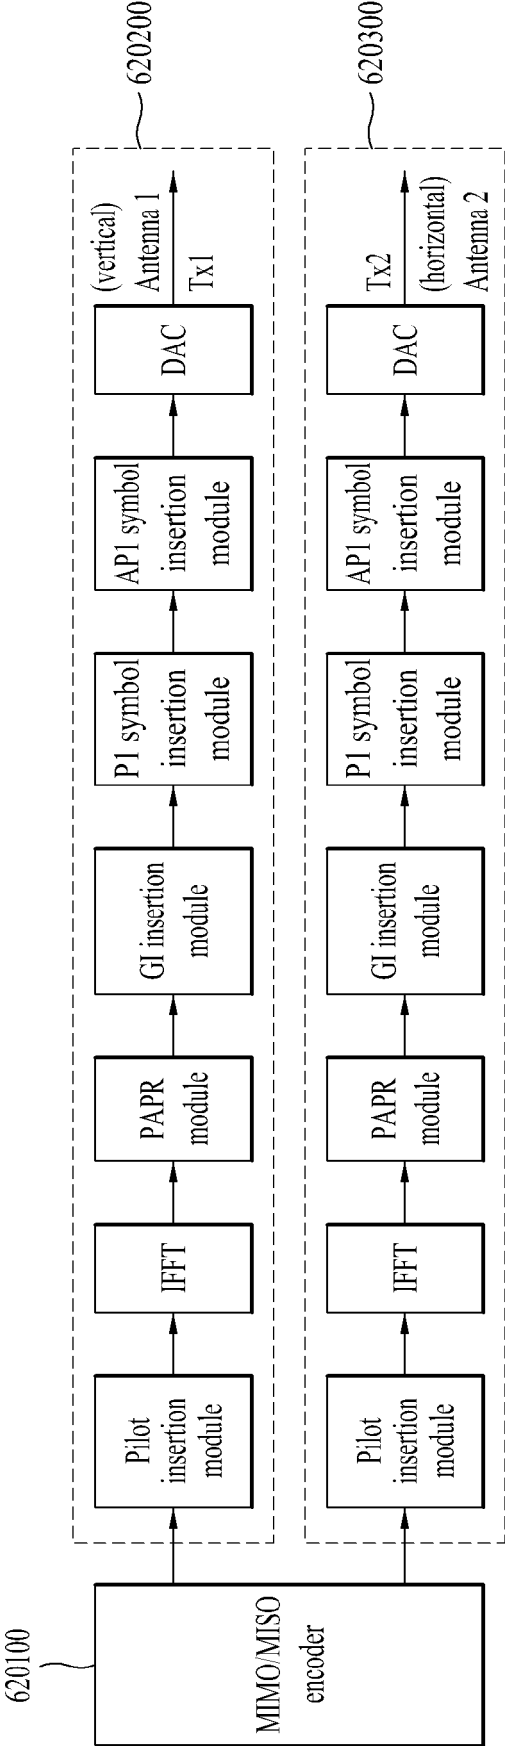 620100
MIMO/MISO
encoder
620200
Pilot
insertion
module
IFFT
PAPR
module
GI insertion
module
P1 symbol
insertion
module
AP1 symbol
insertion
module
DAC
(vertical)
Antenna 1
Tx1
620300
Pilot
insertion
module
IFFT
PAPR
module
GI insertion
module
P1 symbol
insertion
module
AP1 symbol
insertion
module
DAC
Tx2
(horizontal)
Antenna 2